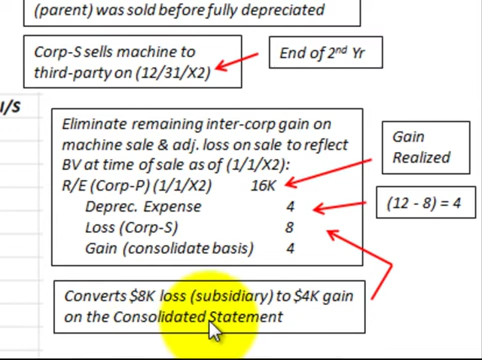 (parent) was sold before fully depreciated
Corp-S sells machine to
third-party on (12/31/X2)
End of 2nd Yr
I/S
Eliminate remaining inter-corp gain on
machine sale & adj. loss on sale to reflect
BV at time of sale as of (1/1/X2):
R/E (Corp-P) (1/1/X2) 16K
Deprec. Expense 4
Loss (Corp-S) 8
Gain (consolidate basis) 4
Gain
Realized
(12 - 8) = 4
Converts $8K loss (subsidiary) to $4K gain
on the Consolidated Statement